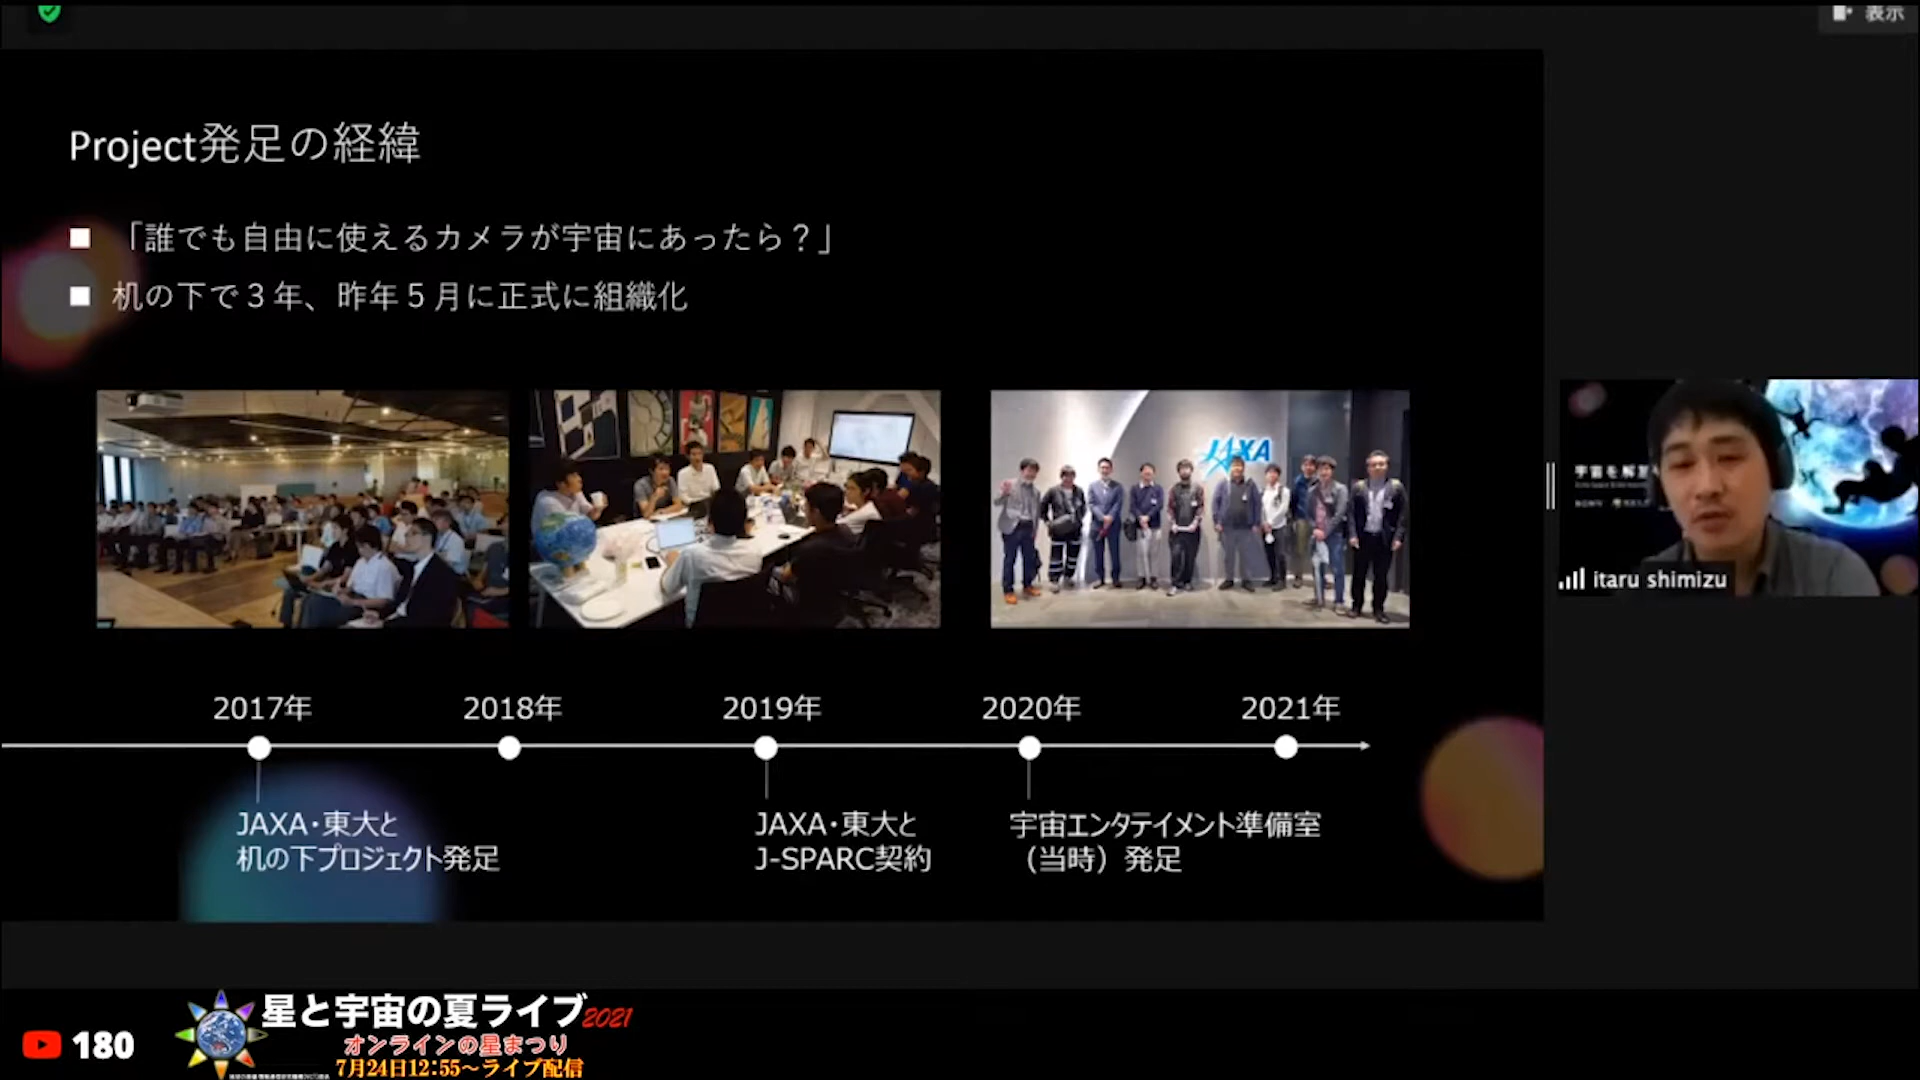 表示
Project発足の経緯
「誰でも自由に使えるカメラが宇宙にあったら？」
机の下で３年、昨年５月に正式に組織化
JAXA
itaru shimizu
2017年
2018年
2019年
2020年
2021年
JAXA・東大と
机の下プロジェクト発足
JAXA・東大と
J-SPARC契約
宇宙エンタテイメント準備室
（当時）発足
180
星と宇宙の夏ライブ2021
オンラインの星まつり
7月24日12:55～ライブ配信